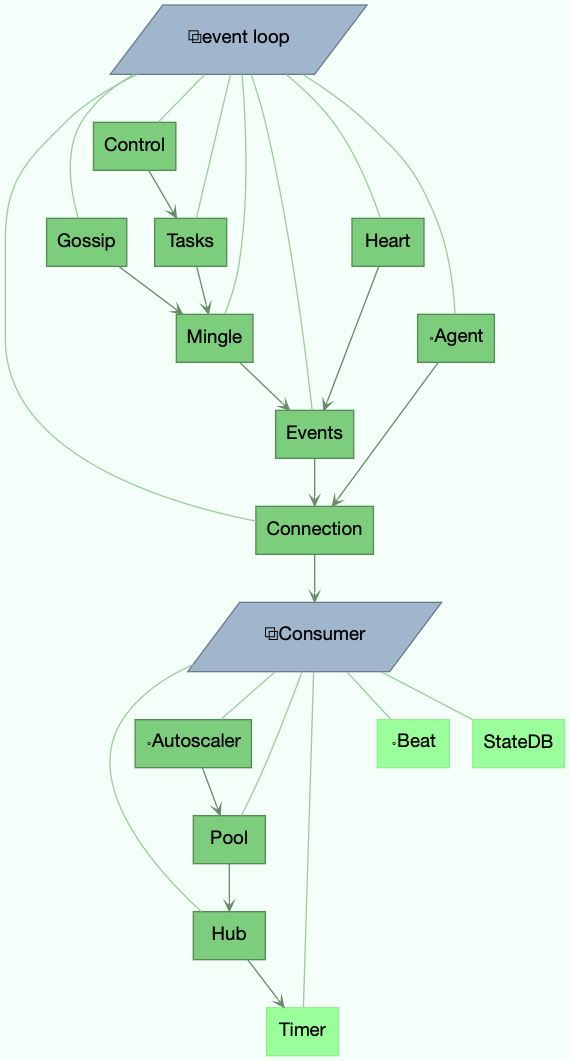 ⧉event loop
Control
Gossip
Tasks
Heart
Mingle
∘Agent
Events
Connection
⧉Consumer
∘Autoscaler
∘Beat
StateDB
Pool
Hub
Timer